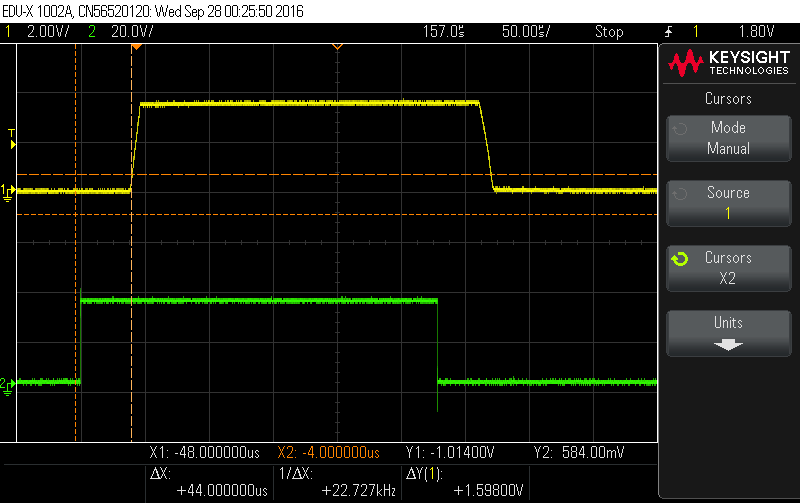 EDU-X 1002A, CN56520120: Wed Sep 28 00:25:50 2016
1 2.00V/ 2 20.0V/ 157.0s 50.00s/ Stop 1 1.80V
KEYSIGHT
TECHNOLOGIES
Cursors
Mode
Manual
Source
1
Cursors
X2
Units
T
1
2
X1: -48.000000us X2: -4.000000us Y1: -1.01400V Y2: 584.00mV
ΔX: 1/ΔX: ΔY(1):
+44.000000us +22.727kHz +1.59800V